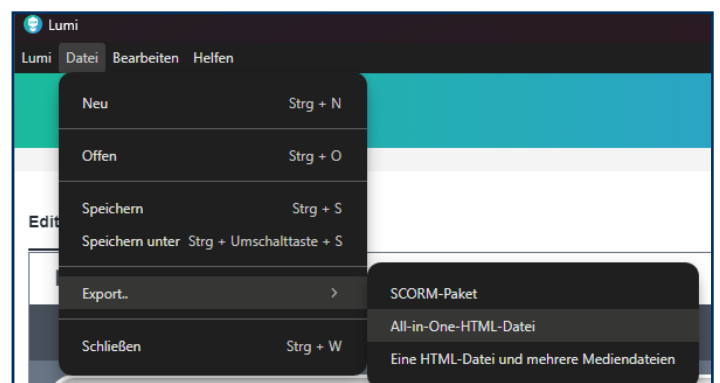 Lumi
Lumi Datei Bearbeiten Helfen
Neu Strg + N
Offen Strg + O
Speichern Strg + S
Speichern unter Strg + Umschalttaste + S
Export.. >
Schließen Strg + W
SCORM-Paket
All-in-One-HTML-Datei
Eine HTML-Datei und mehrere Mediendateien
Edit